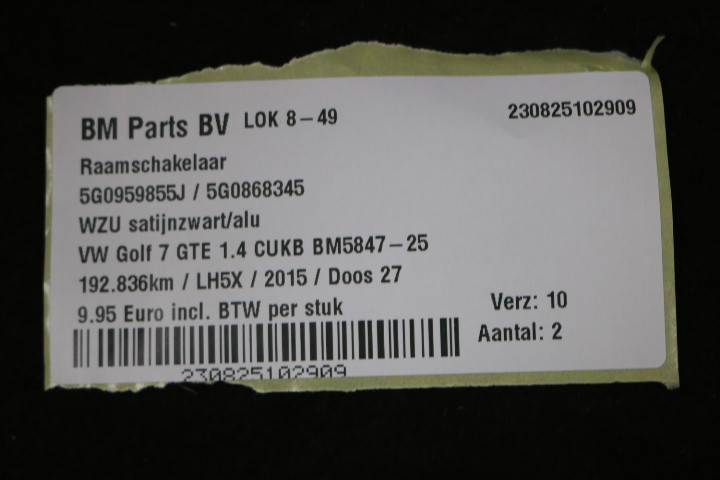 BM Parts BV LOK 8-49 230825102909
Raamschakelaar
5G0959855J / 5G0868345
WZU satijnzwart/alu
VW Golf 7 GTE 1.4 CUKB BM5847-25
192.836km / LH5X / 2015 / Doos 27
9.95 Euro incl. BTW per stuk
Verz: 10
Aantal: 2
230825102909